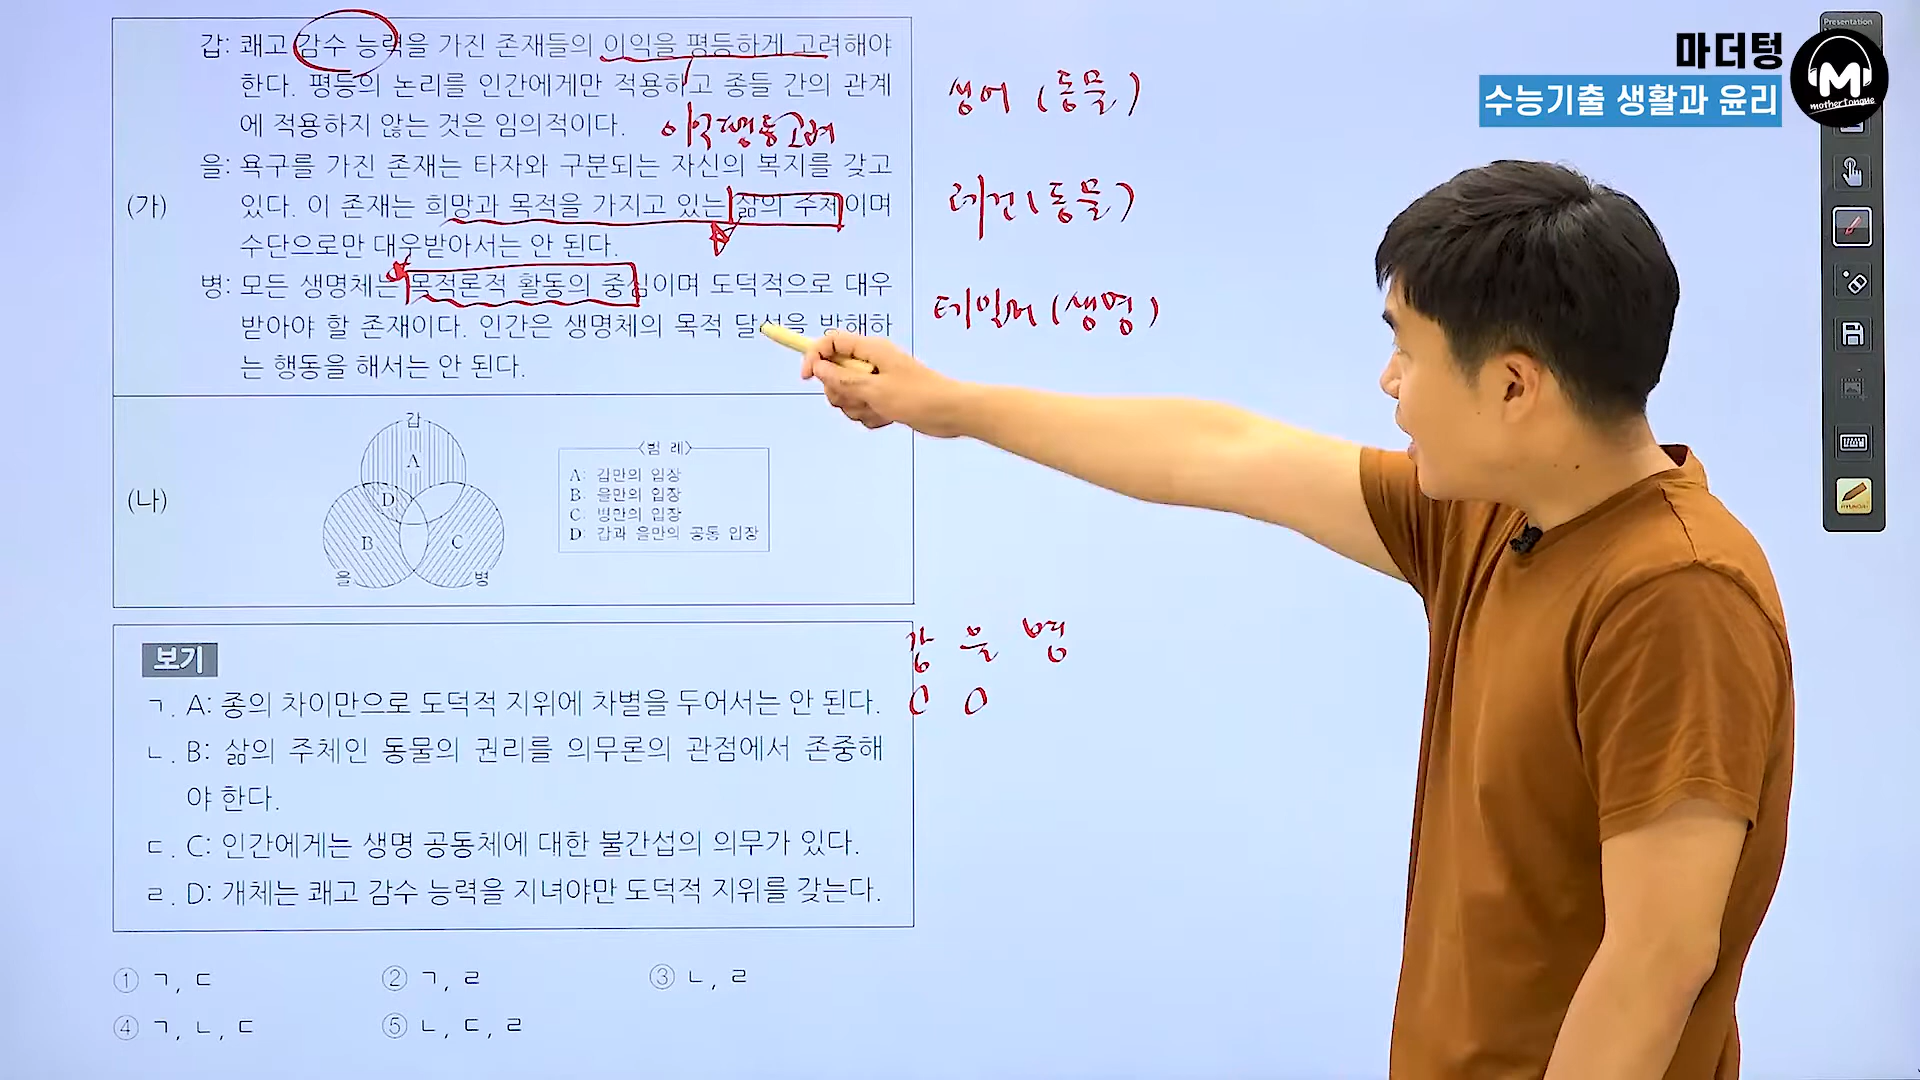 Presentation
마더텅
수능기출 생활과 윤리
M
mothertongue
갑: 쾌고 감수 능력을 가진 존재들의 이익을 평등하게 고려해야
한다. 평등의 논리를 인간에게만 적용하고 종들 간의 관계
에 적용하지 않는 것은 임의적이다.
이익평등고려
싱어 (동물)
(가)
을: 욕구를 가진 존재는 타자와 구분되는 자신의 복지를 갖고
있다. 이 존재는 희망과 목적을 가지고 있는 삶의 주체이며
수단으로만 대우받아서는 안 된다.
레건 (동물)
병: 모든 생명체는 목적론적 활동의 중심이며 도덕적으로 대우
받아야 할 존재이다. 인간은 생명체의 목적 달성을 방해하
는 행동을 해서는 안 된다.
테일러 (생명)
(나)
갑
A
D
B
C
을
병
<범 례>
A: 갑만의 입장
B: 을만의 입장
C: 병만의 입장
D: 갑과 을만의 공동 입장
갑 을 병
O O
보기
ㄱ. A: 종의 차이만으로 도덕적 지위에 차별을 두어서는 안 된다.
ㄴ. B: 삶의 주체인 동물의 권리를 의무론의 관점에서 존중해
야 한다.
ㄷ. C: 인간에게는 생명 공동체에 대한 불간섭의 의무가 있다.
ㄹ. D: 개체는 쾌고 감수 능력을 지녀야만 도덕적 지위를 갖는다.
① ㄱ, ㄷ
② ㄱ, ㄹ
③ ㄴ, ㄹ
④ ㄱ, ㄴ, ㄷ
⑤ ㄴ, ㄷ, ㄹ